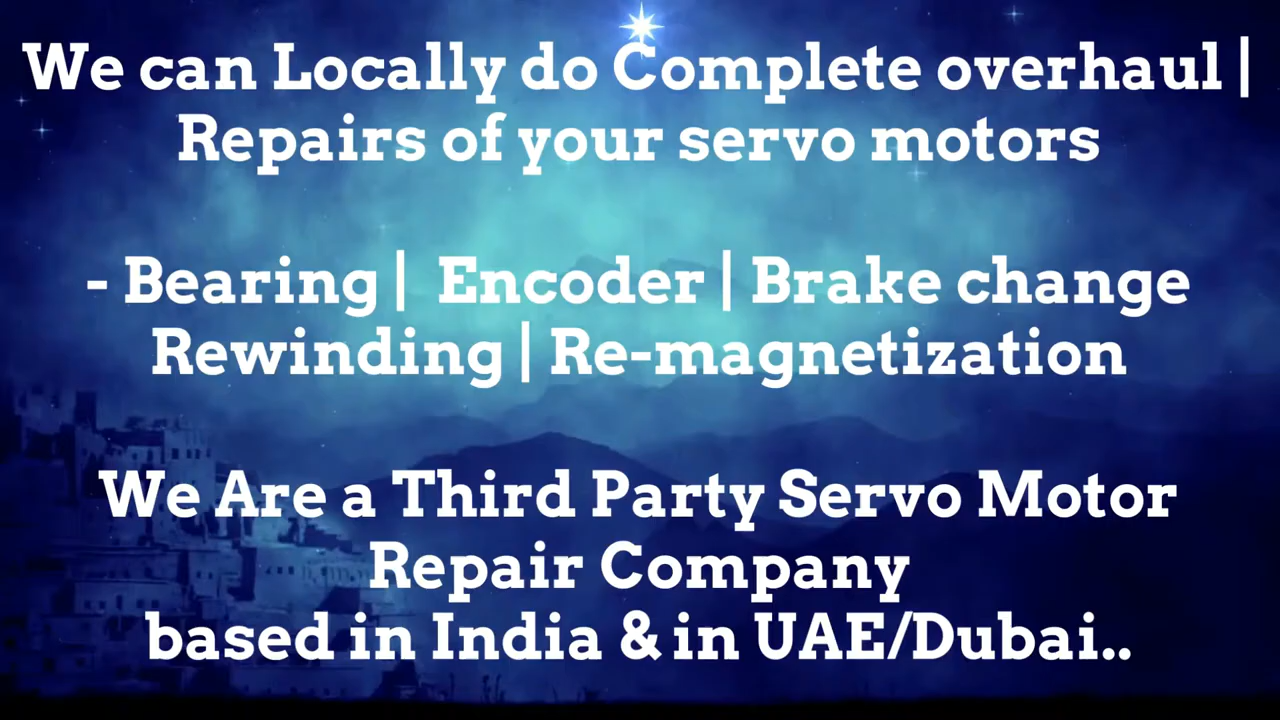 We can Locally do Complete overhaul |
Repairs of your servo motors
- Bearing | Encoder | Brake change
Rewinding | Re-magnetization
We Are a Third Party Servo Motor
Repair Company
based in India & in UAE/Dubai..